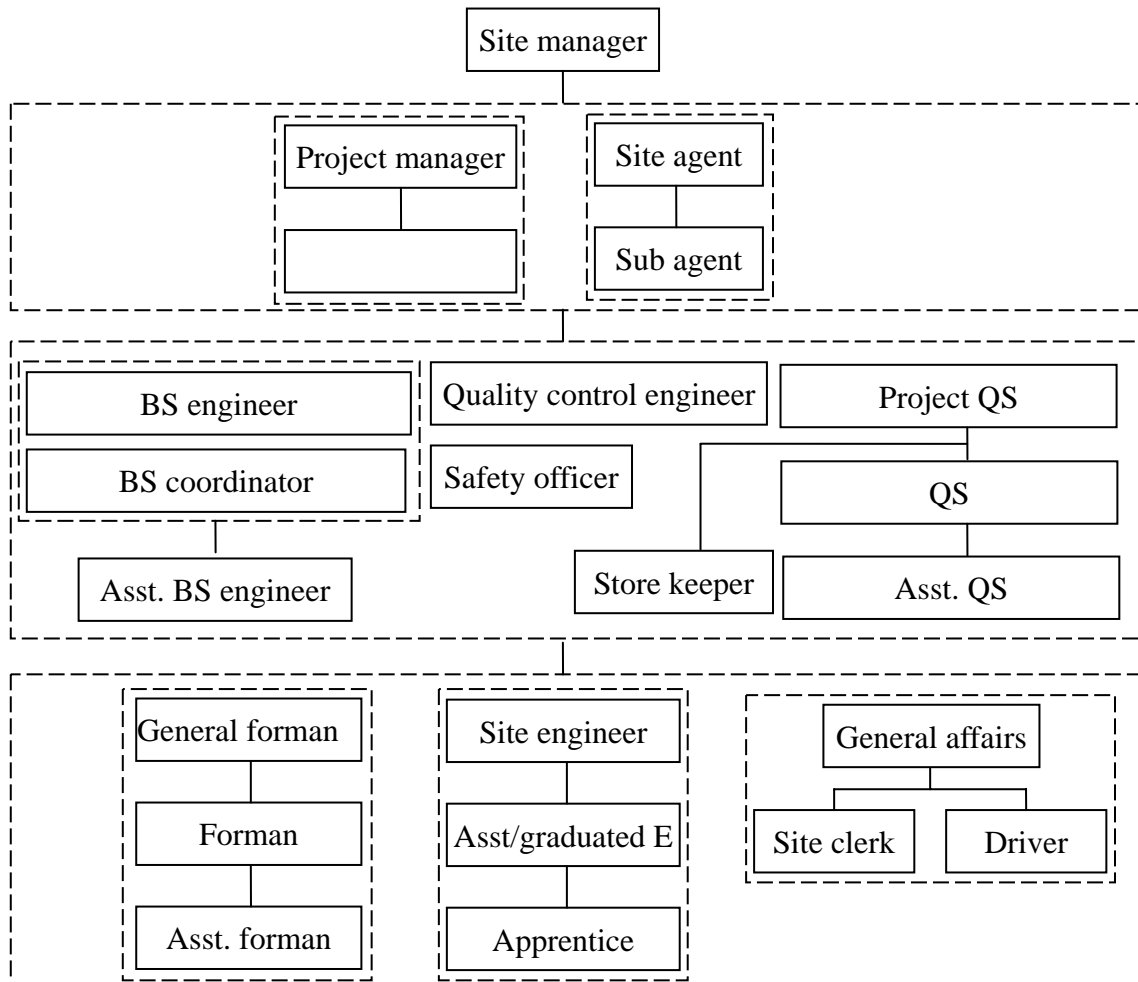 Site manager
Project manager
Site agent
Sub agent
BS engineer
Quality control engineer
Project QS
BS coordinator
Safety officer
QS
Asst. BS engineer
Store keeper
Asst. QS
General forman
Site engineer
General affairs
Forman
Asst/graduated E
Site clerk
Driver
Asst. forman
Apprentice